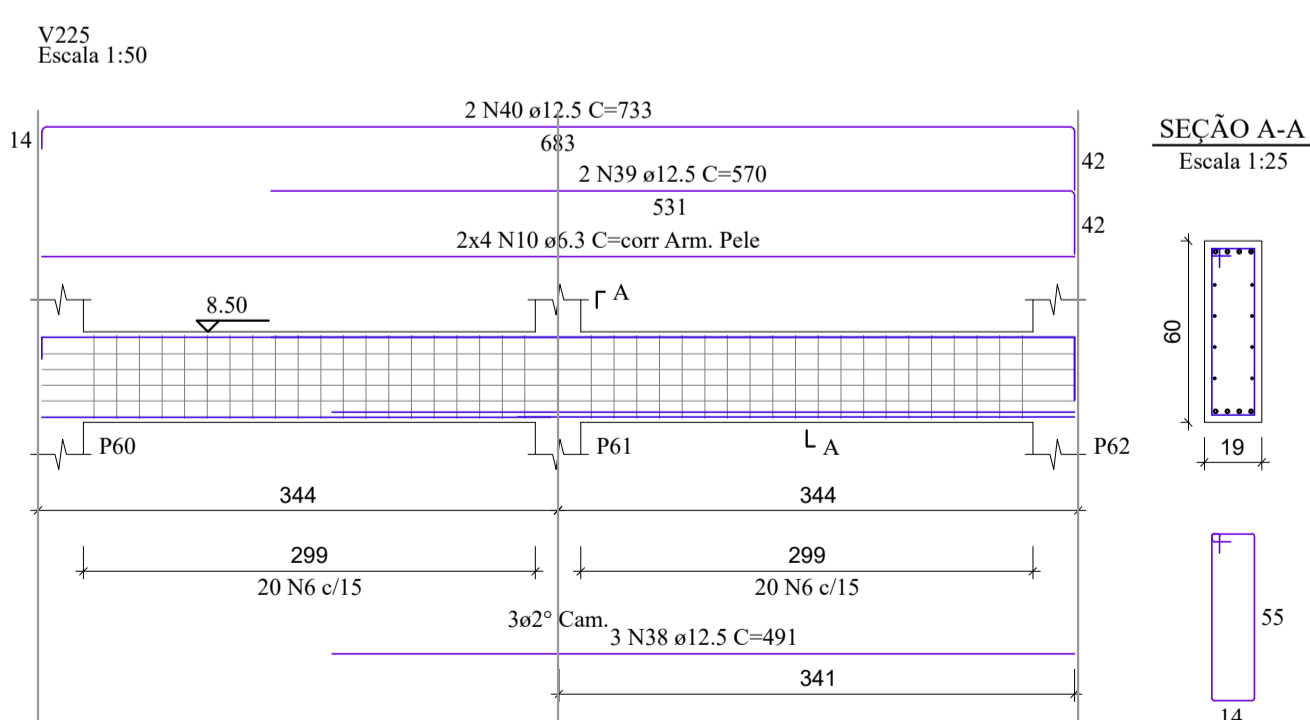 V225
Escala 1:50
2 N40 ø12.5 C=733
14
683
42
2 N39 ø12.5 C=570
531
42
2x4 N10 ø6.3 C=corr Arm. Pele
8.50
A
P60
P61
A
P62
344
344
299
299
20 N6 c/15
20 N6 c/15
3ø2° Cam.
3 N38 ø12.5 C=491
341
SEÇÃO A-A
Escala 1:25
60
19
55
14